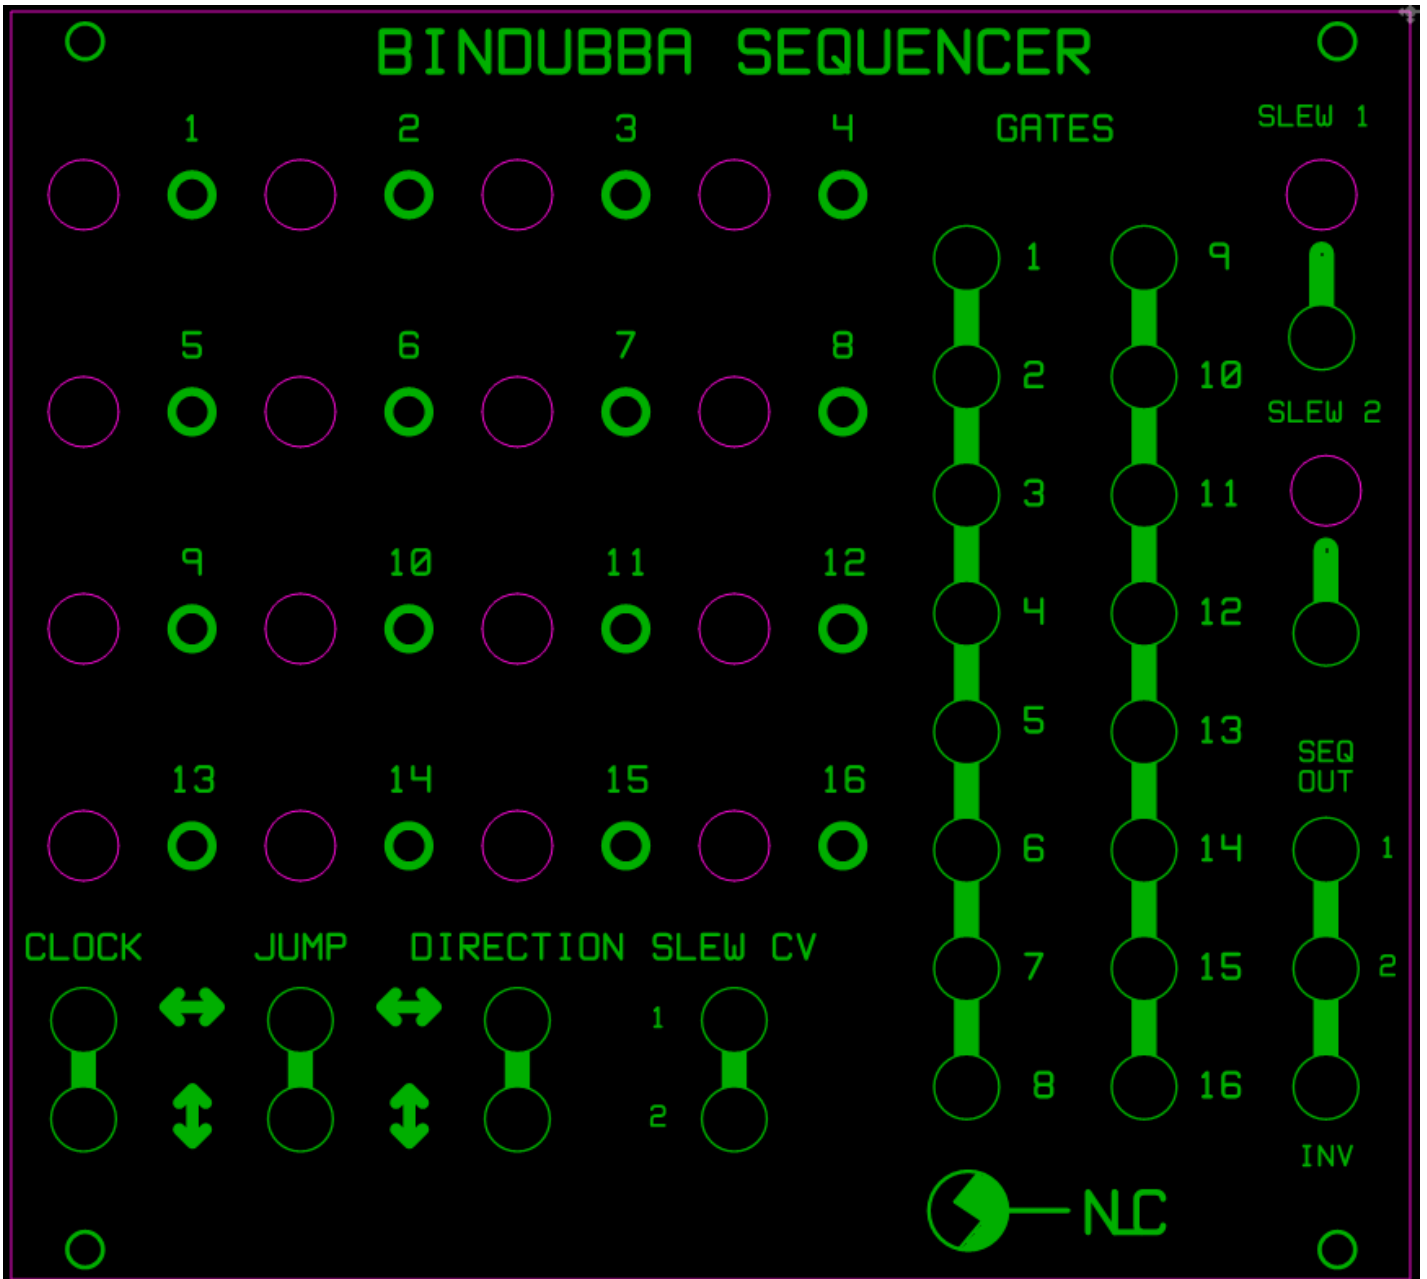 BINDUBBA SEQUENCER
SLEW 1
1 2 3 4 GATES
1 9
5 6 7 8
2 10
SLEW 2
3 11
9 10 11 12
4 12
5 13
SEQ
OUT
13 14 15 16
6 14 1
CLOCK JUMP DIRECTION SLEW CV
7 15 2
1
8 16
2
INV
NLC